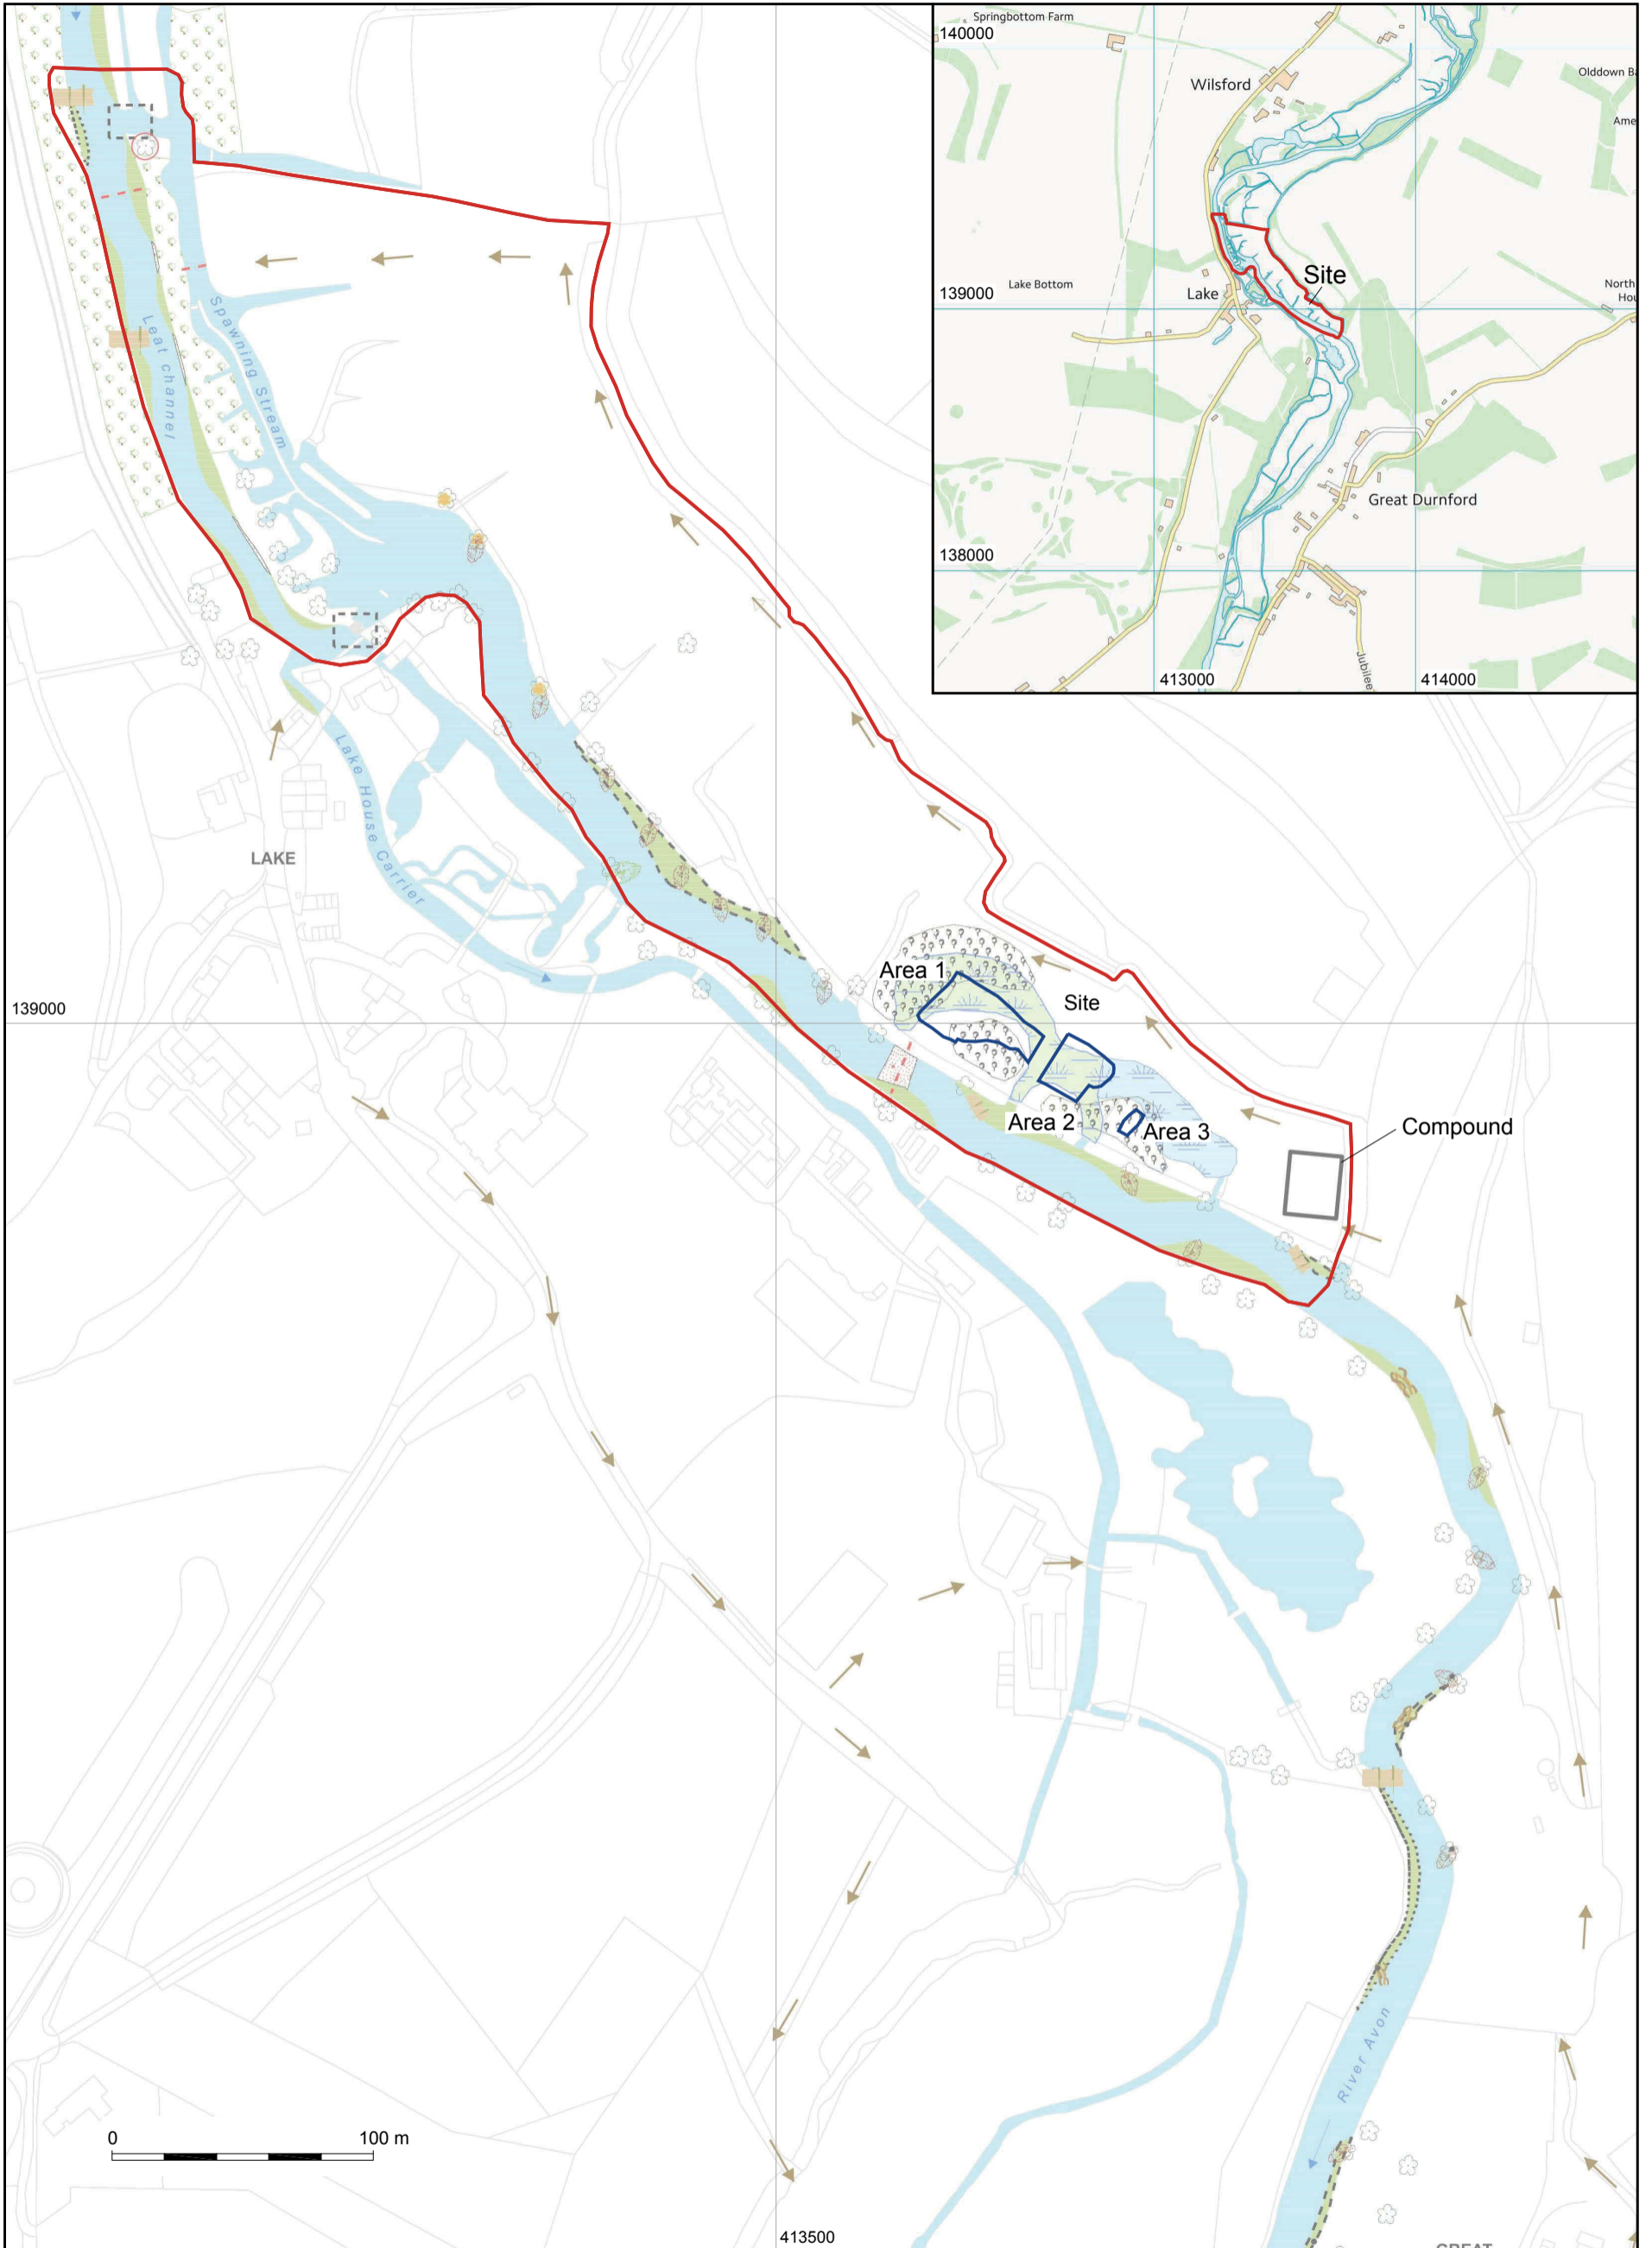 Springbottom Farm
140000
Wilsford
Olddown
Ame
Lake Bottom
139000
Lake
Site
North
Hou
Great Durnford
138000
Jubilee
413000
414000
Leat channel
Spawning Stream
Lake House Carrier
LAKE
139000
Area 1
Site
Area 2
Area 3
Compound
River Avon
0
100 m
413500